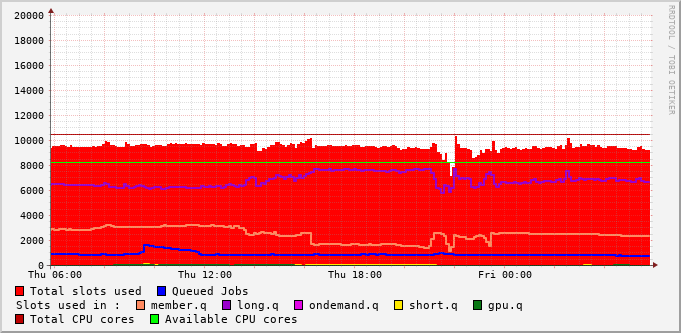 20000
18000
16000
14000
12000
10000
8000
6000
4000
2000
0
Thu 06:00 Thu 12:00 Thu 18:00 Fri 00:00
RRDTOOL / TOBI OETIKER
Total slots used Queued Jobs
Slots used in : member.q long.q ondemand.q short.q gpu.q
Total CPU cores Available CPU cores